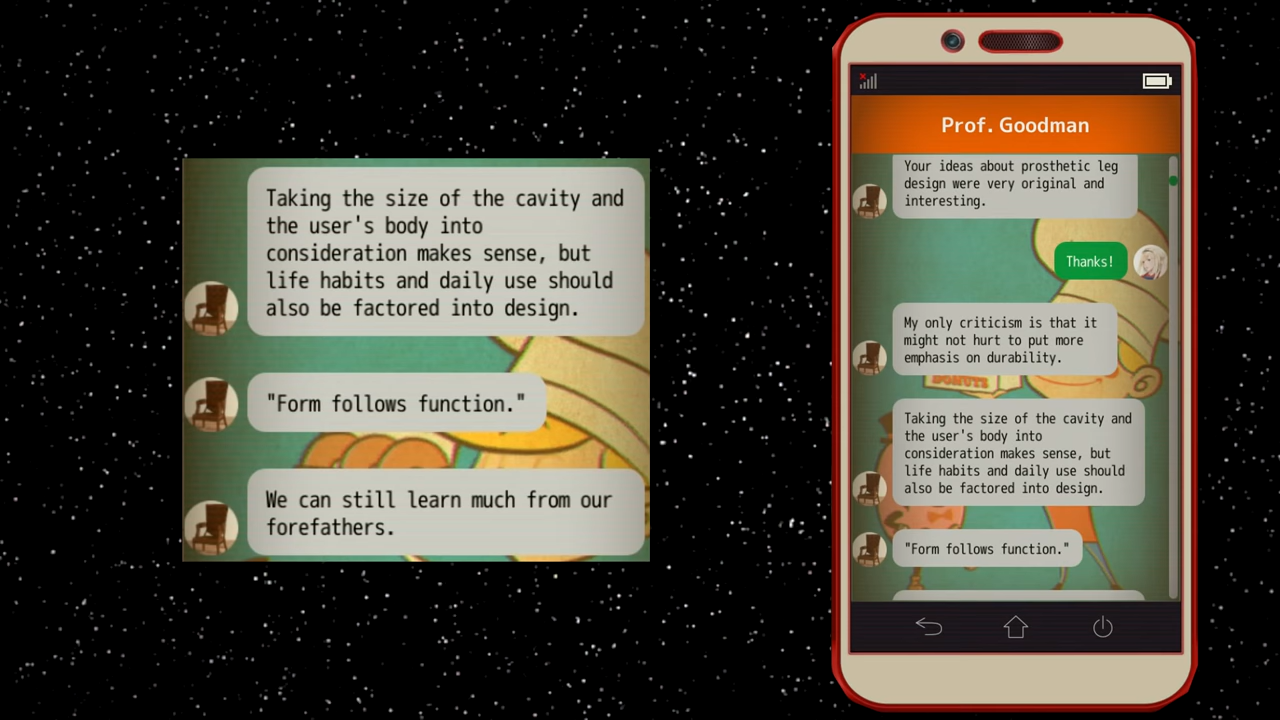 Taking the size of the cavity and
the user's body into
consideration makes sense, but
life habits and daily use should
also be factored into design.
"Form follows function."
We can still learn much from our
forefathers.
Prof. Goodman
Your ideas about prosthetic leg
design were very original and
interesting.
Thanks!
My only criticism is that it
might not hurt to put more
emphasis on durability.
DONUTS
Taking the size of the cavity and
the user's body into
consideration makes sense, but
life habits and daily use should
also be factored into design.
"Form follows function."